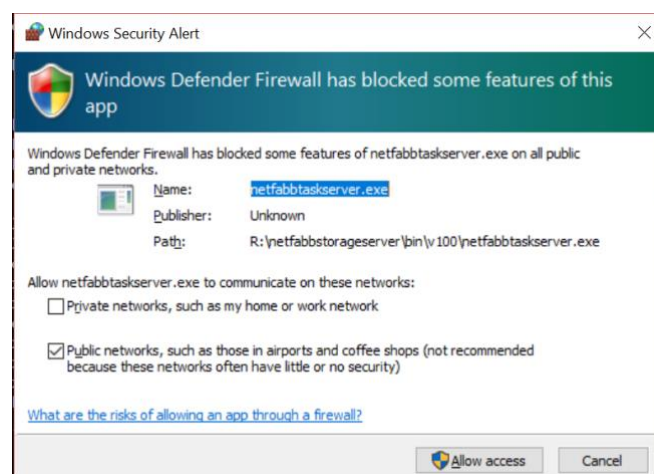 Windows Security Alert
Windows Defender Firewall has blocked some features of this
app
Windows Defender Firewall has blocked some features of netfabbtaskserver.exe on all public
and private networks.
Name: netfabbtaskserver.exe
Publisher: Unknown
Path: R:\netfabbstorageserver\bin\v100\netfabbtaskserver.exe
Allow netfabbtaskserver.exe to communicate on these networks:
Private networks, such as my home or work network
Public networks, such as those in airports and coffee shops (not recommended
because these networks often have little or no security)
What are the risks of allowing an app through a firewall?
Allow access Cancel